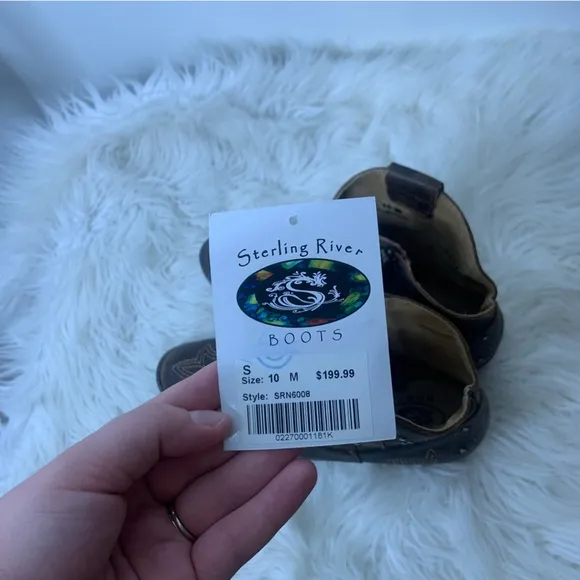 Sterling River
S
BOOTS
S
Size: 10 M $199.99
Style: SRN6008
02270001181K